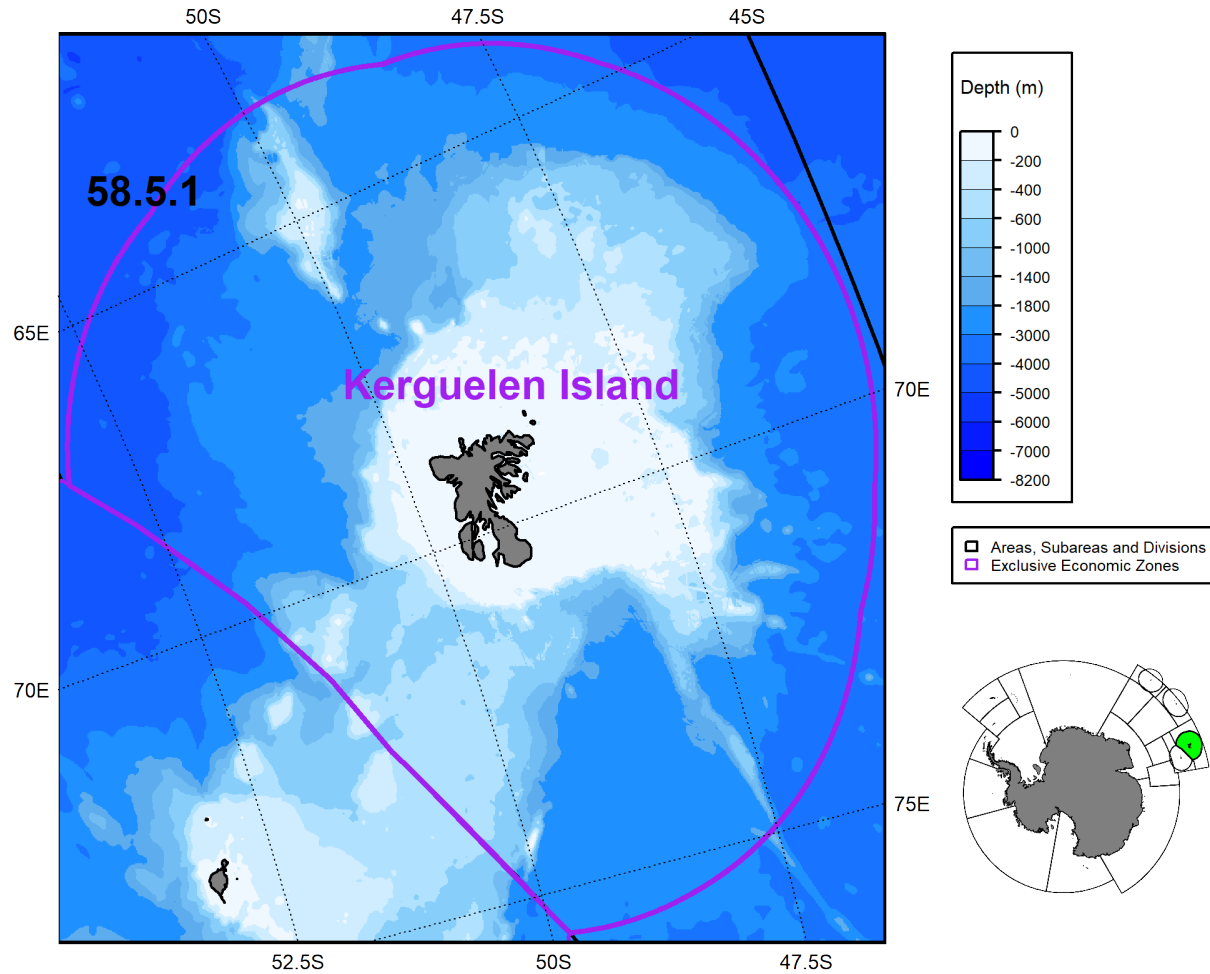 50S
47.5S
45S
58.5.1
65E
Kerguelen Island
70E
70E
75E
52.5S
50S
47.5S
Depth (m)
0
-200
-400
-600
-1000
-1400
-1800
-3000
-4000
-5000
-6000
-7000
-8200
Areas, Subareas and Divisions
Exclusive Economic Zones